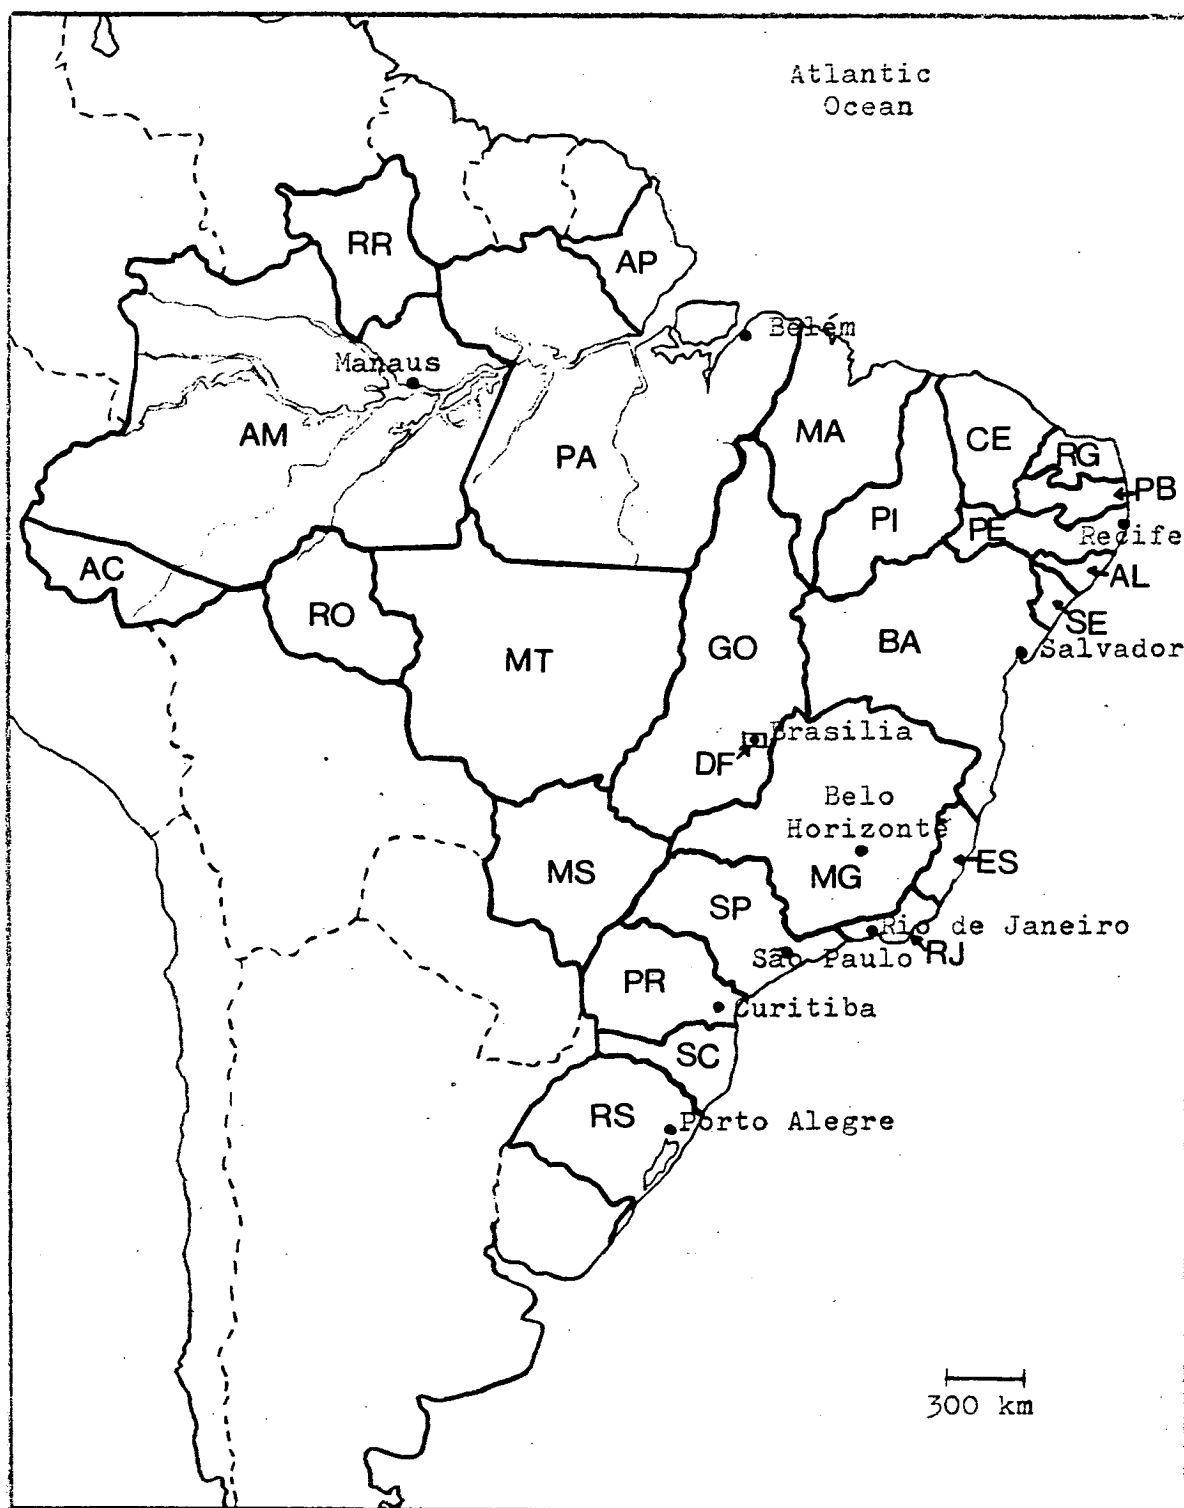 Atlantic
Ocean
RR
AP
Belém
Manaus
AM
PA
MA
CE
RG
PB
PI
PE
Recife
AC
AL
RO
SE
MT
GO
BA
Salvador
Brasilia
DF
Belo
Horizonté
ES
MS
MG
SP
Rio de Janeiro
São Paulo
RJ
PR
Curitiba
SC
RS
Porto Alegre
300 km